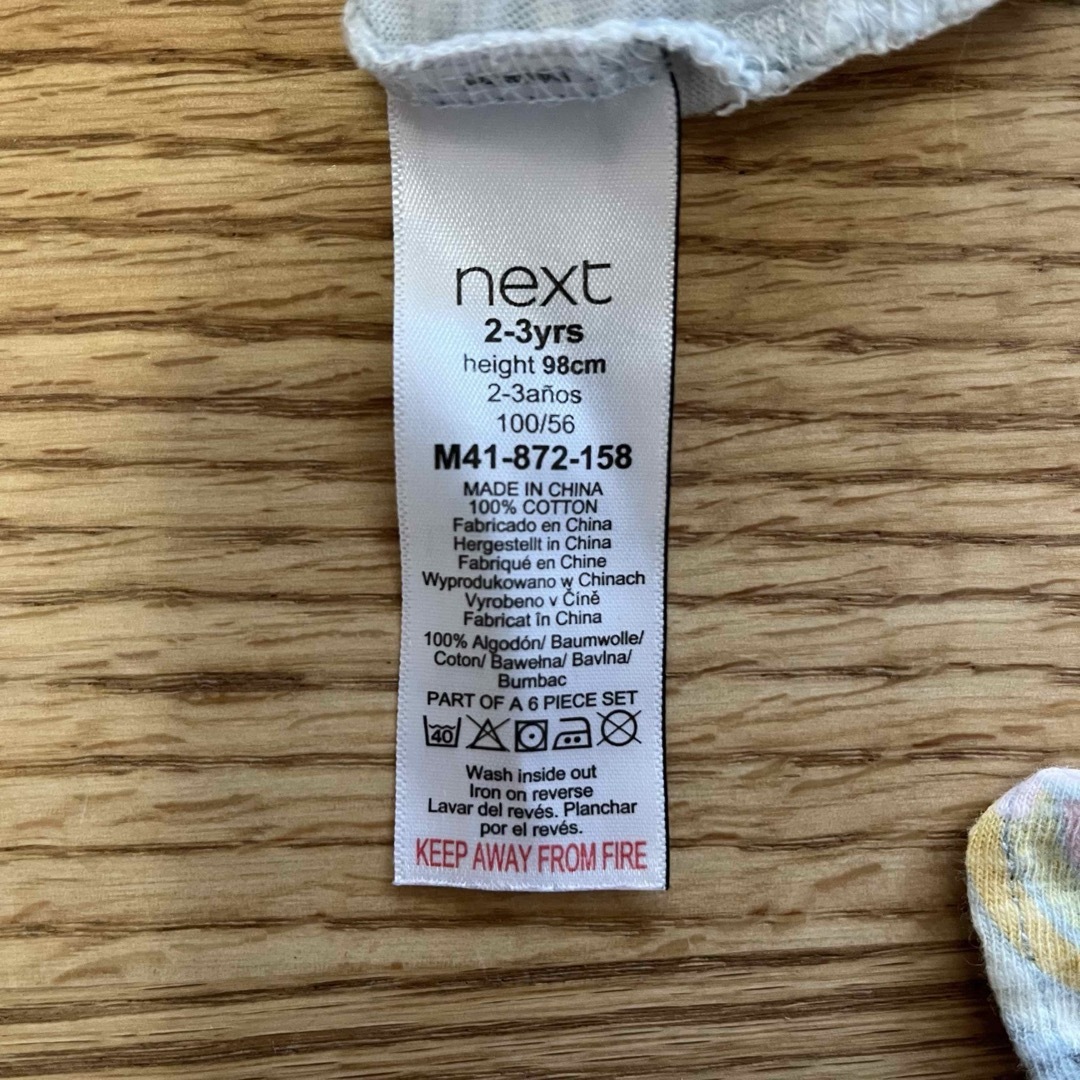 next
2-3yrs
height 98cm
2-3años
100/56
M41-872-158
MADE IN CHINA
100% COTTON
Fabricado en China
Hergestellt in China
Fabriqué en Chine
Wyprodukowano w Chinach
Vyrobeno v Číně
Fabricat în China
100% Algodón/ Baumwolle/
Coton/ Bawełna/ Bavlna/
Bumbac
PART OF A 6 PIECE SET
40
Wash inside out
Iron on reverse
Lavar del revés. Planchar
por el revés.
KEEP AWAY FROM FIRE